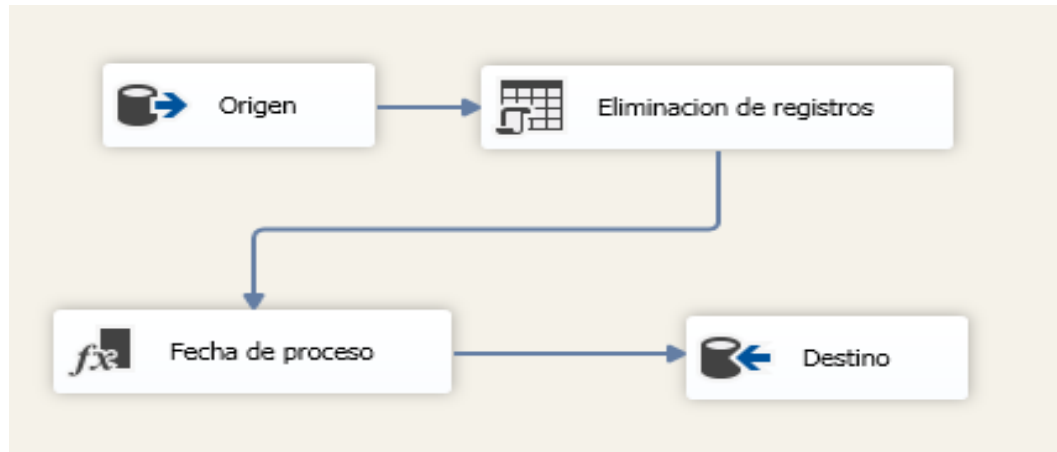 Origen
Eliminacion de registros
Fecha de proceso
Destino